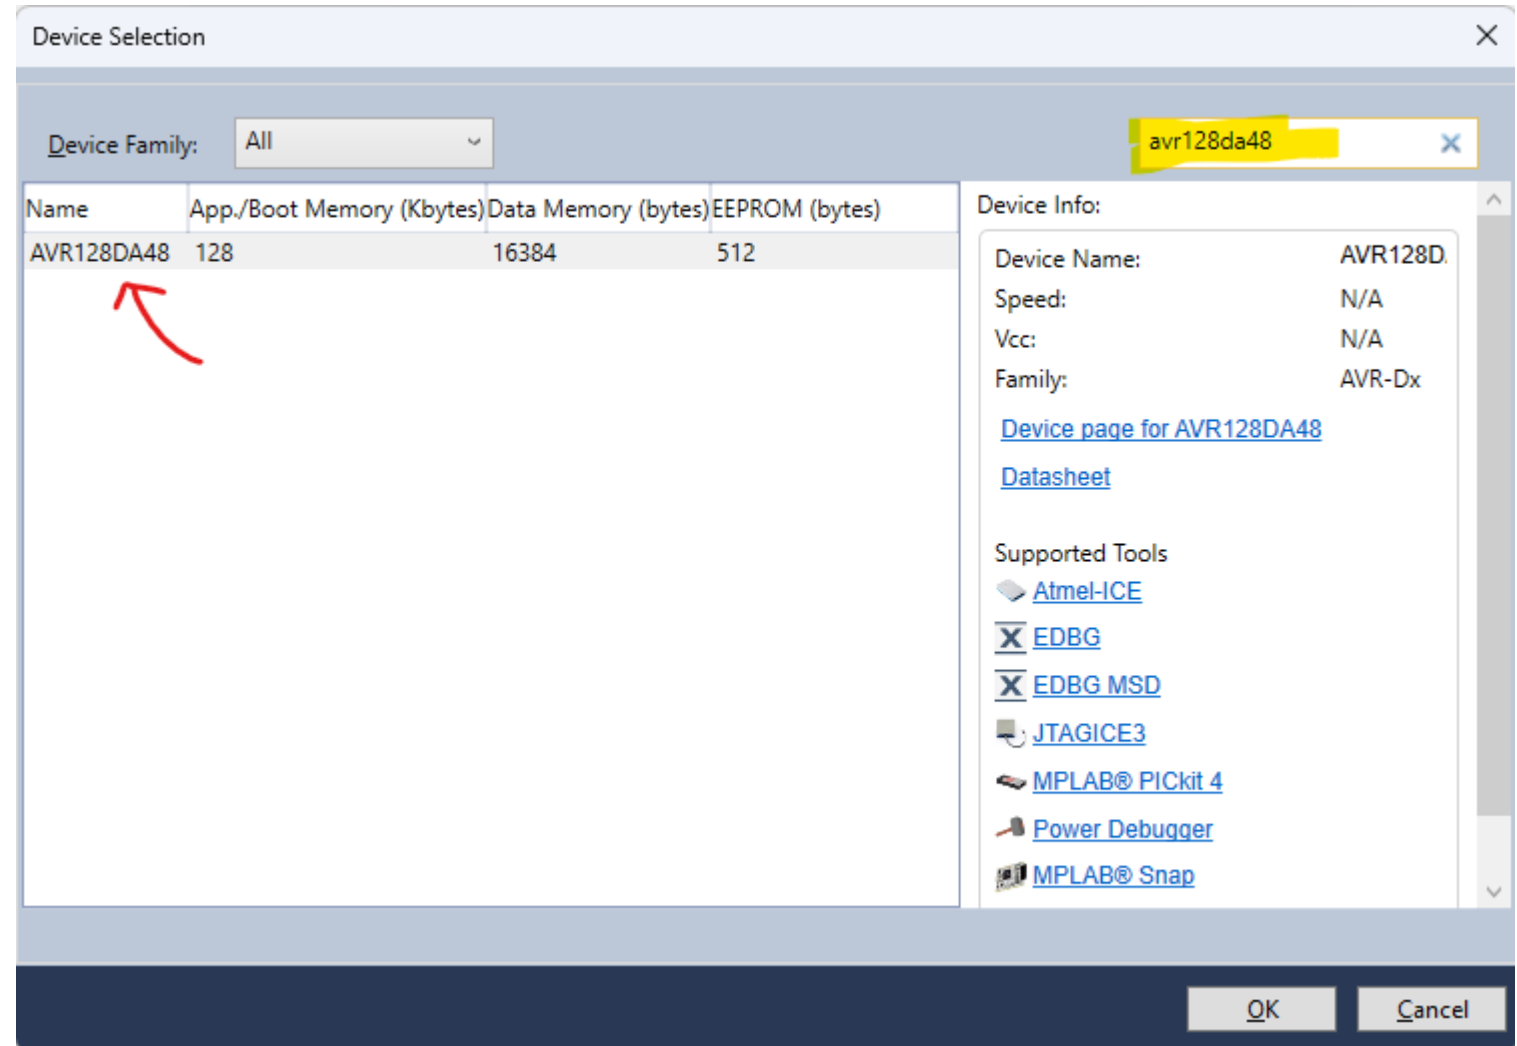 Device Selection
Device Family: All avr128da48
Name App./Boot Memory (Kbytes) Data Memory (bytes) EEPROM (bytes)
AVR128DA48 128 16384 512
Device Info:
Device Name: AVR128D.
Speed: N/A
Vcc: N/A
Family: AVR-Dx
Device page for AVR128DA48
Datasheet
Supported Tools
Atmel-ICE
EDBG
EDBG MSD
JTAGICE3
MPLAB® PICkit 4
Power Debugger
MPLAB® Snap
OK Cancel